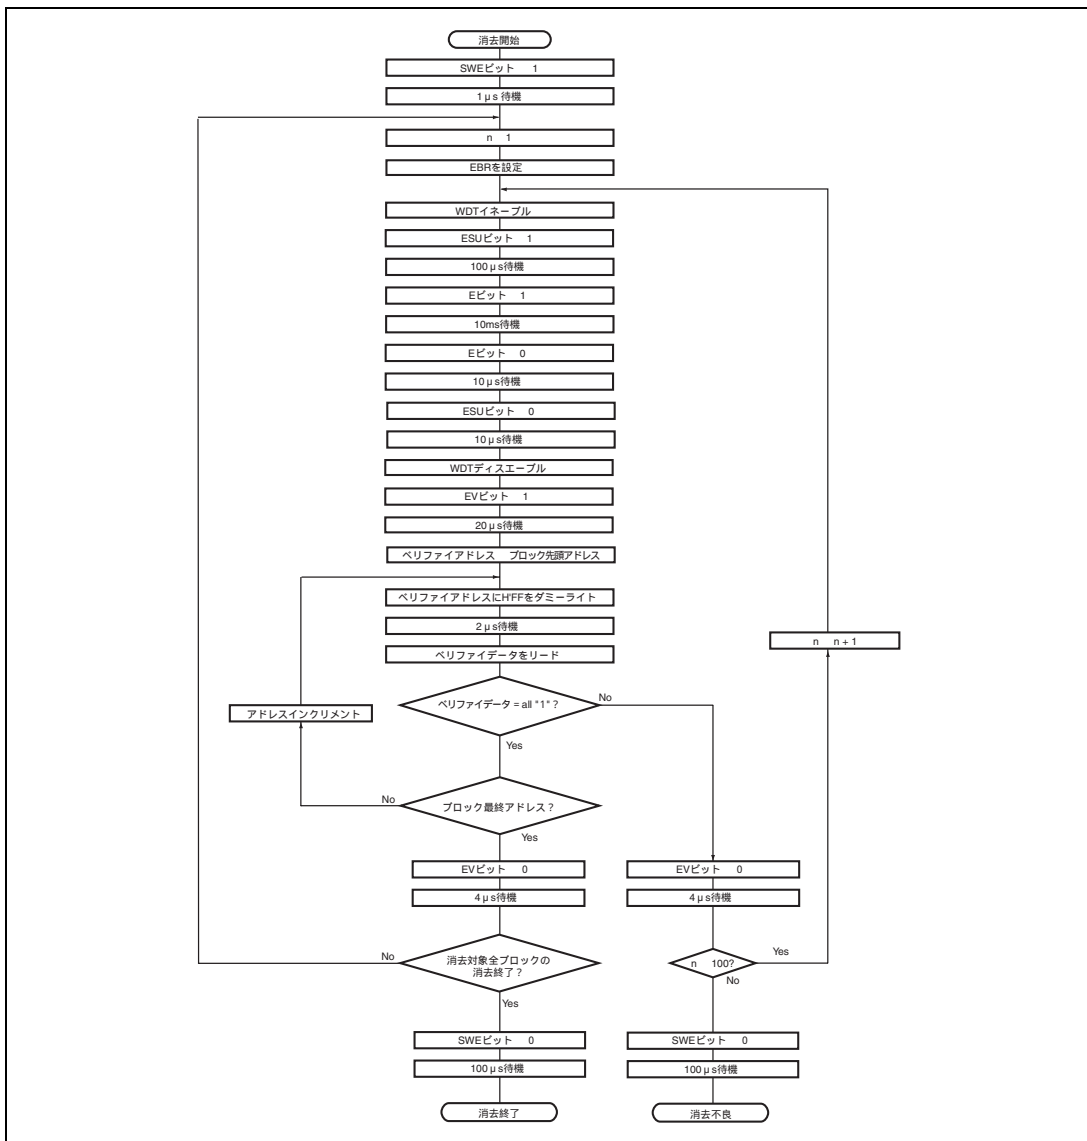 消去開始
SWEビット 1
1μs 待機
n 1
EBRを設定
WDTイネーブル
ESUビット 1
100μs待機
Eビット 1
10ms待機
Eビット 0
10μs待機
ESUビット 0
10μs待機
WDTディスエーブル
EVビット 1
20μs待機
ベリファイアドレス ブロック先頭アドレス
ベリファイアドレスにH'FFをダミーライト
2μs待機
ベリファイデータをリード
n n + 1
ベリファイデータ = all "1" ?
No
Yes
アドレスインクリメント
ブロック最終アドレス?
No
Yes
EVビット 0
4μs待機
EVビット 0
4μs待機
消去対象全ブロックの
消去終了?
No
Yes
n 100?
Yes
No
SWEビット 0
100μs待機
消去終了
SWEビット 0
100μs待機
消去不良